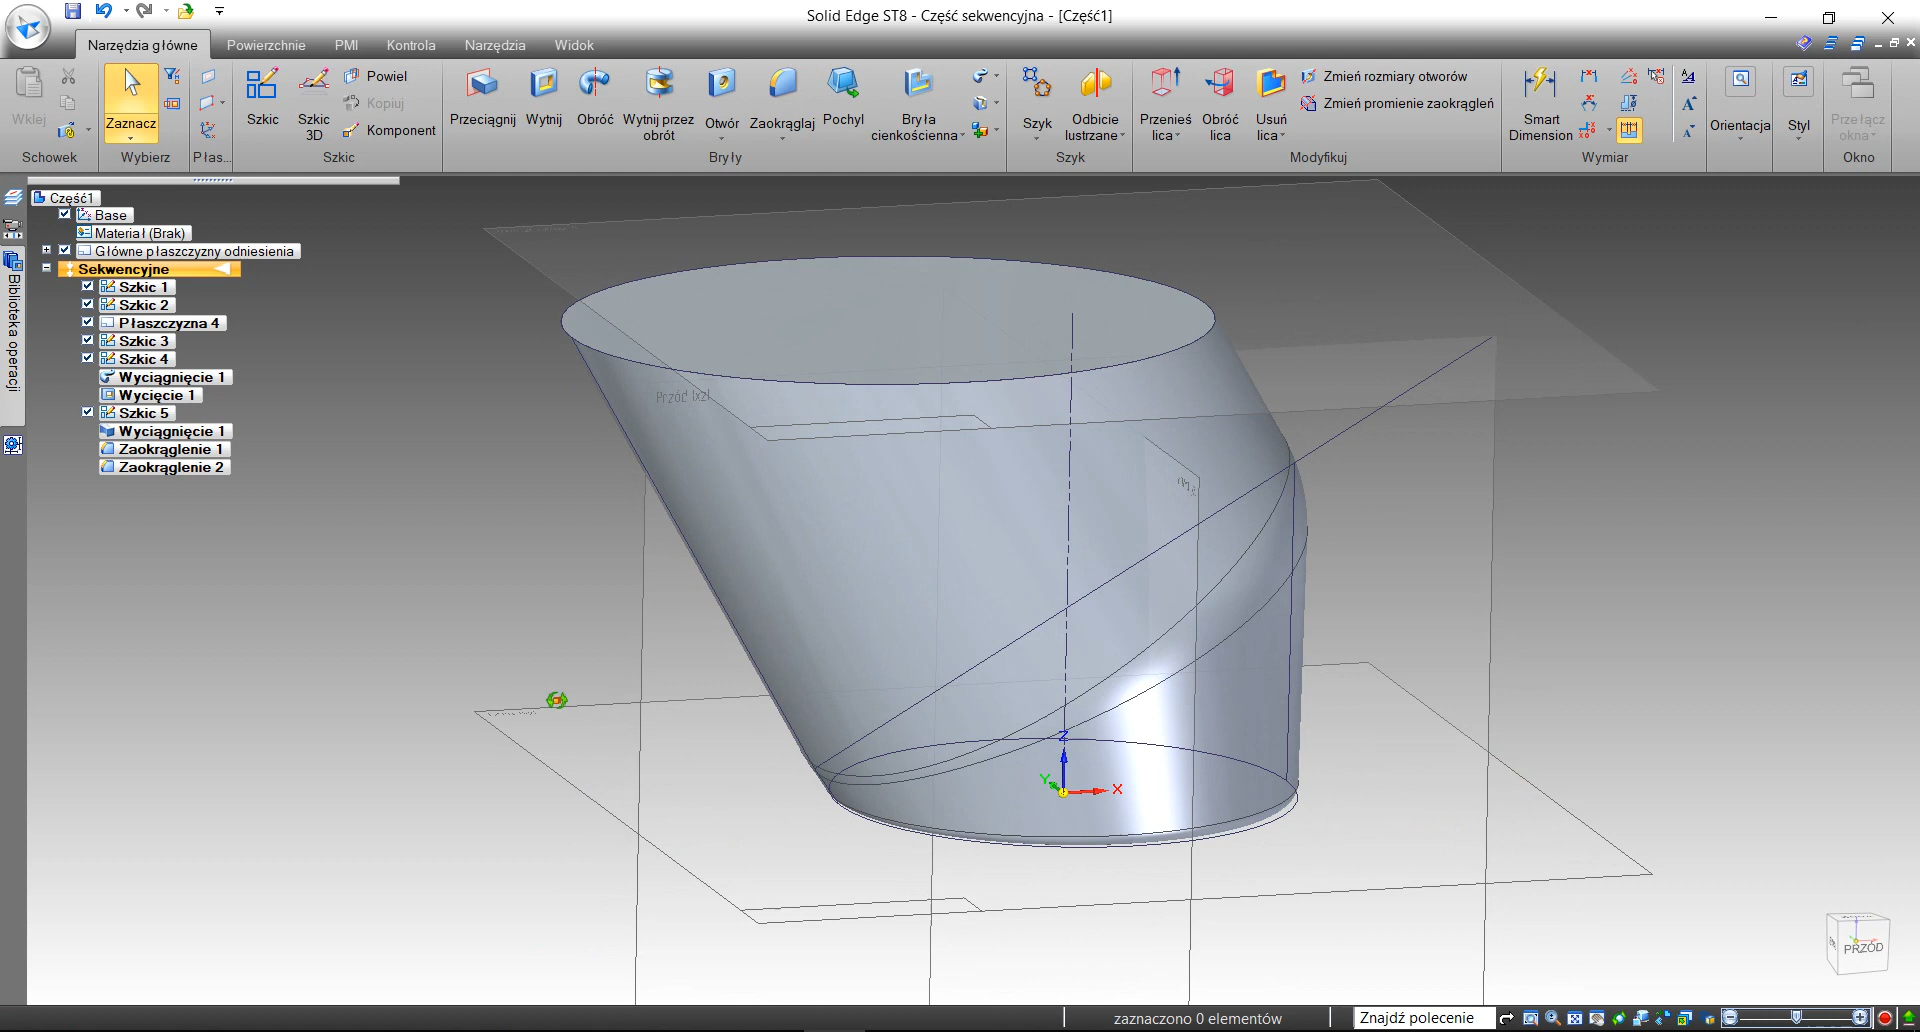 Solid Edge ST8 - Część sekwencyjna - [Część1]
Narzędzia główne
Powierzchnie
PMI
Kontrola
Narzędzia
Widok
Wklej
Schowek
Zaznacz
Wybierz
Płas...
Szkic
Szkic 3D
Powiel
Kopiuj
Komponent
Szkic
Przeciągnij
Wytnij
Obróć
Wytnij przez obrót
Otwór
Zaokrąglaj
Pochyl
Bryła cienkościenna
Bryły
Szyk
Odbicie lustrzane
Szyk
Przenieś lica
Obróć lica
Usuń lica
Zmień rozmiary otworów
Zmień promienie zaokrągleń
Modyfikuj
Smart Dimension
Wymiar
Orientacja
Styl
Przełącz okna
Okno
Biblioteka operacji
Część1
Base
Materiał (Brak)
Główne płaszczyzny odniesienia
Sekwencyjne
Szkic 1
Szkic 2
Płaszczyzna 4
Szkic 3
Szkic 4
Wyciągnięcie 1
Wycięcie 1
Szkic 5
Wyciągnięcie 1
Zaokrąglenie 1
Zaokrąglenie 2
Przód (xz)
Z
Y
X
PRZÓD
zaznaczono 0 elementów
Znajdź polecenie